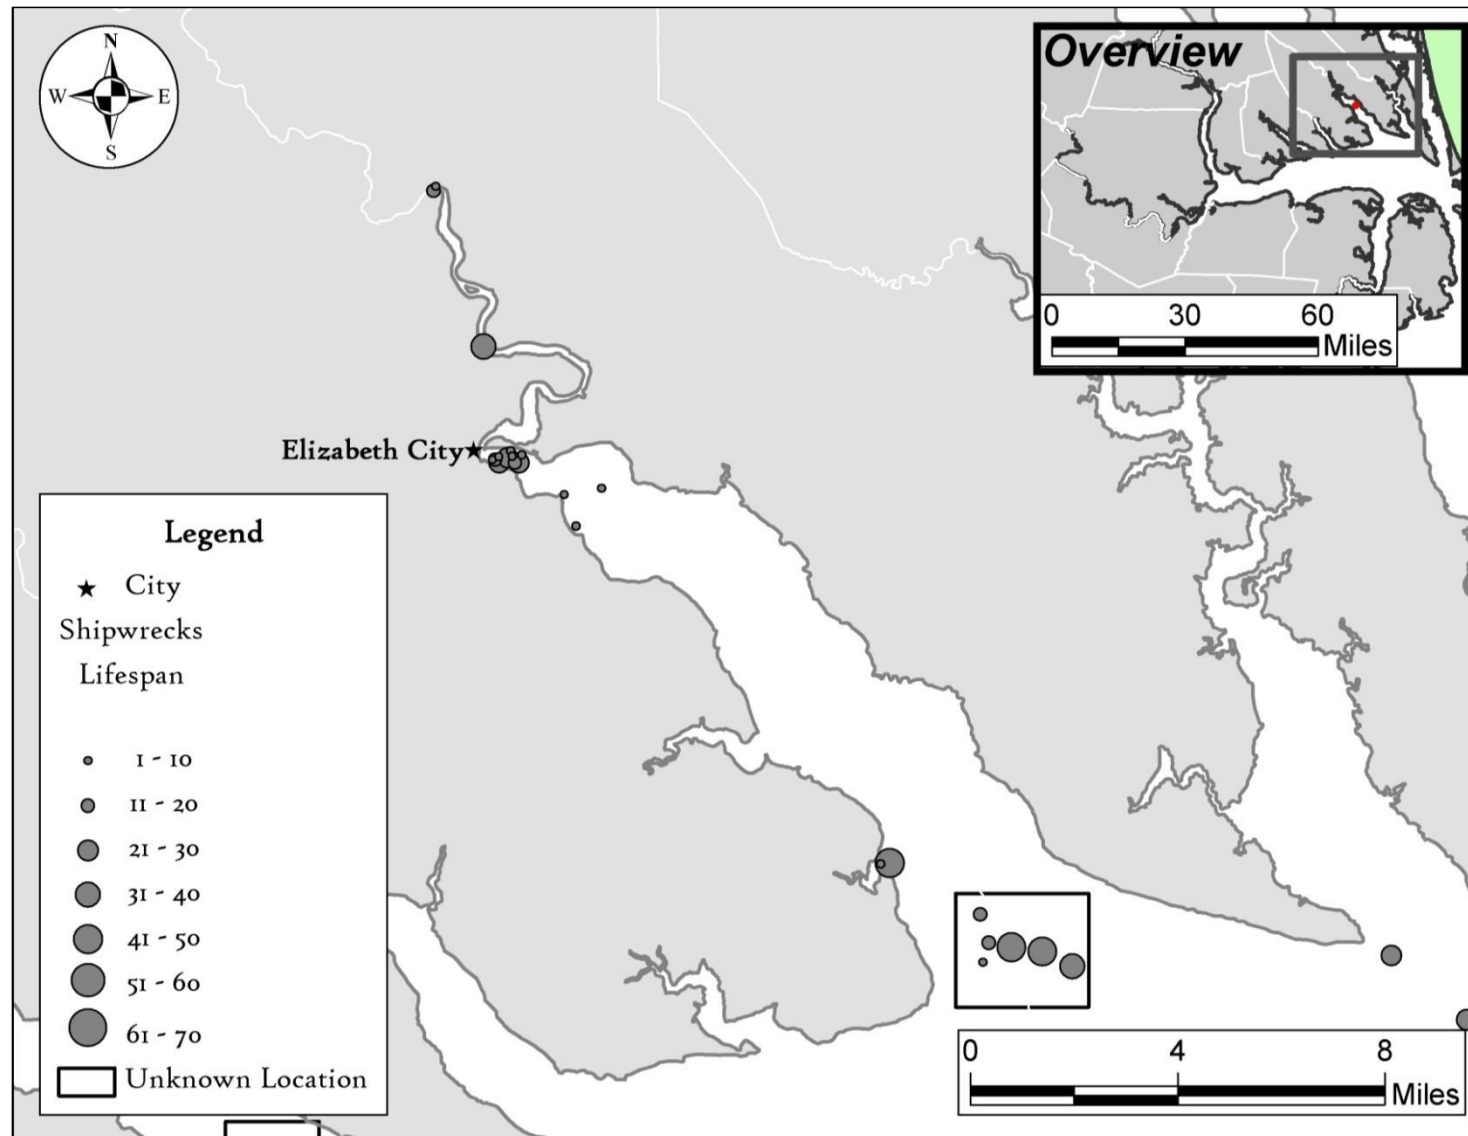 N
W E
S
Overview
0 30 60
Miles
Elizabeth City
Legend
City
Shipwrecks
Lifespan
1 - 10
11 - 20
21 - 30
31 - 40
41 - 50
51 - 60
61 - 70
Unknown Location
0 4 8
Miles